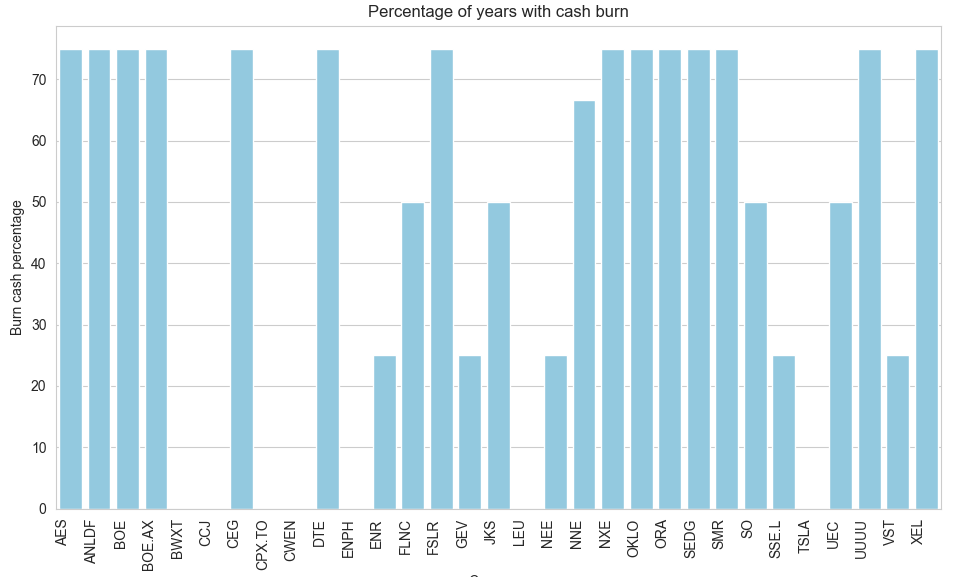 Percentage of years with cash burn
Burn cash percentage
70
60
50
40
30
20
10
0
AES
ANLDF
BOE
BOE.AX
BWXT
CCJ
CEG
CPX.TO
CWEN
DTE
ENPH
ENR
FLNC
FSLR
GEV
JKS
LEU
NEE
NNE
NXE
OKLO
ORA
SEDG
SMR
SO
SSE.L
TSLA
UEC
UUUU
VST
XEL